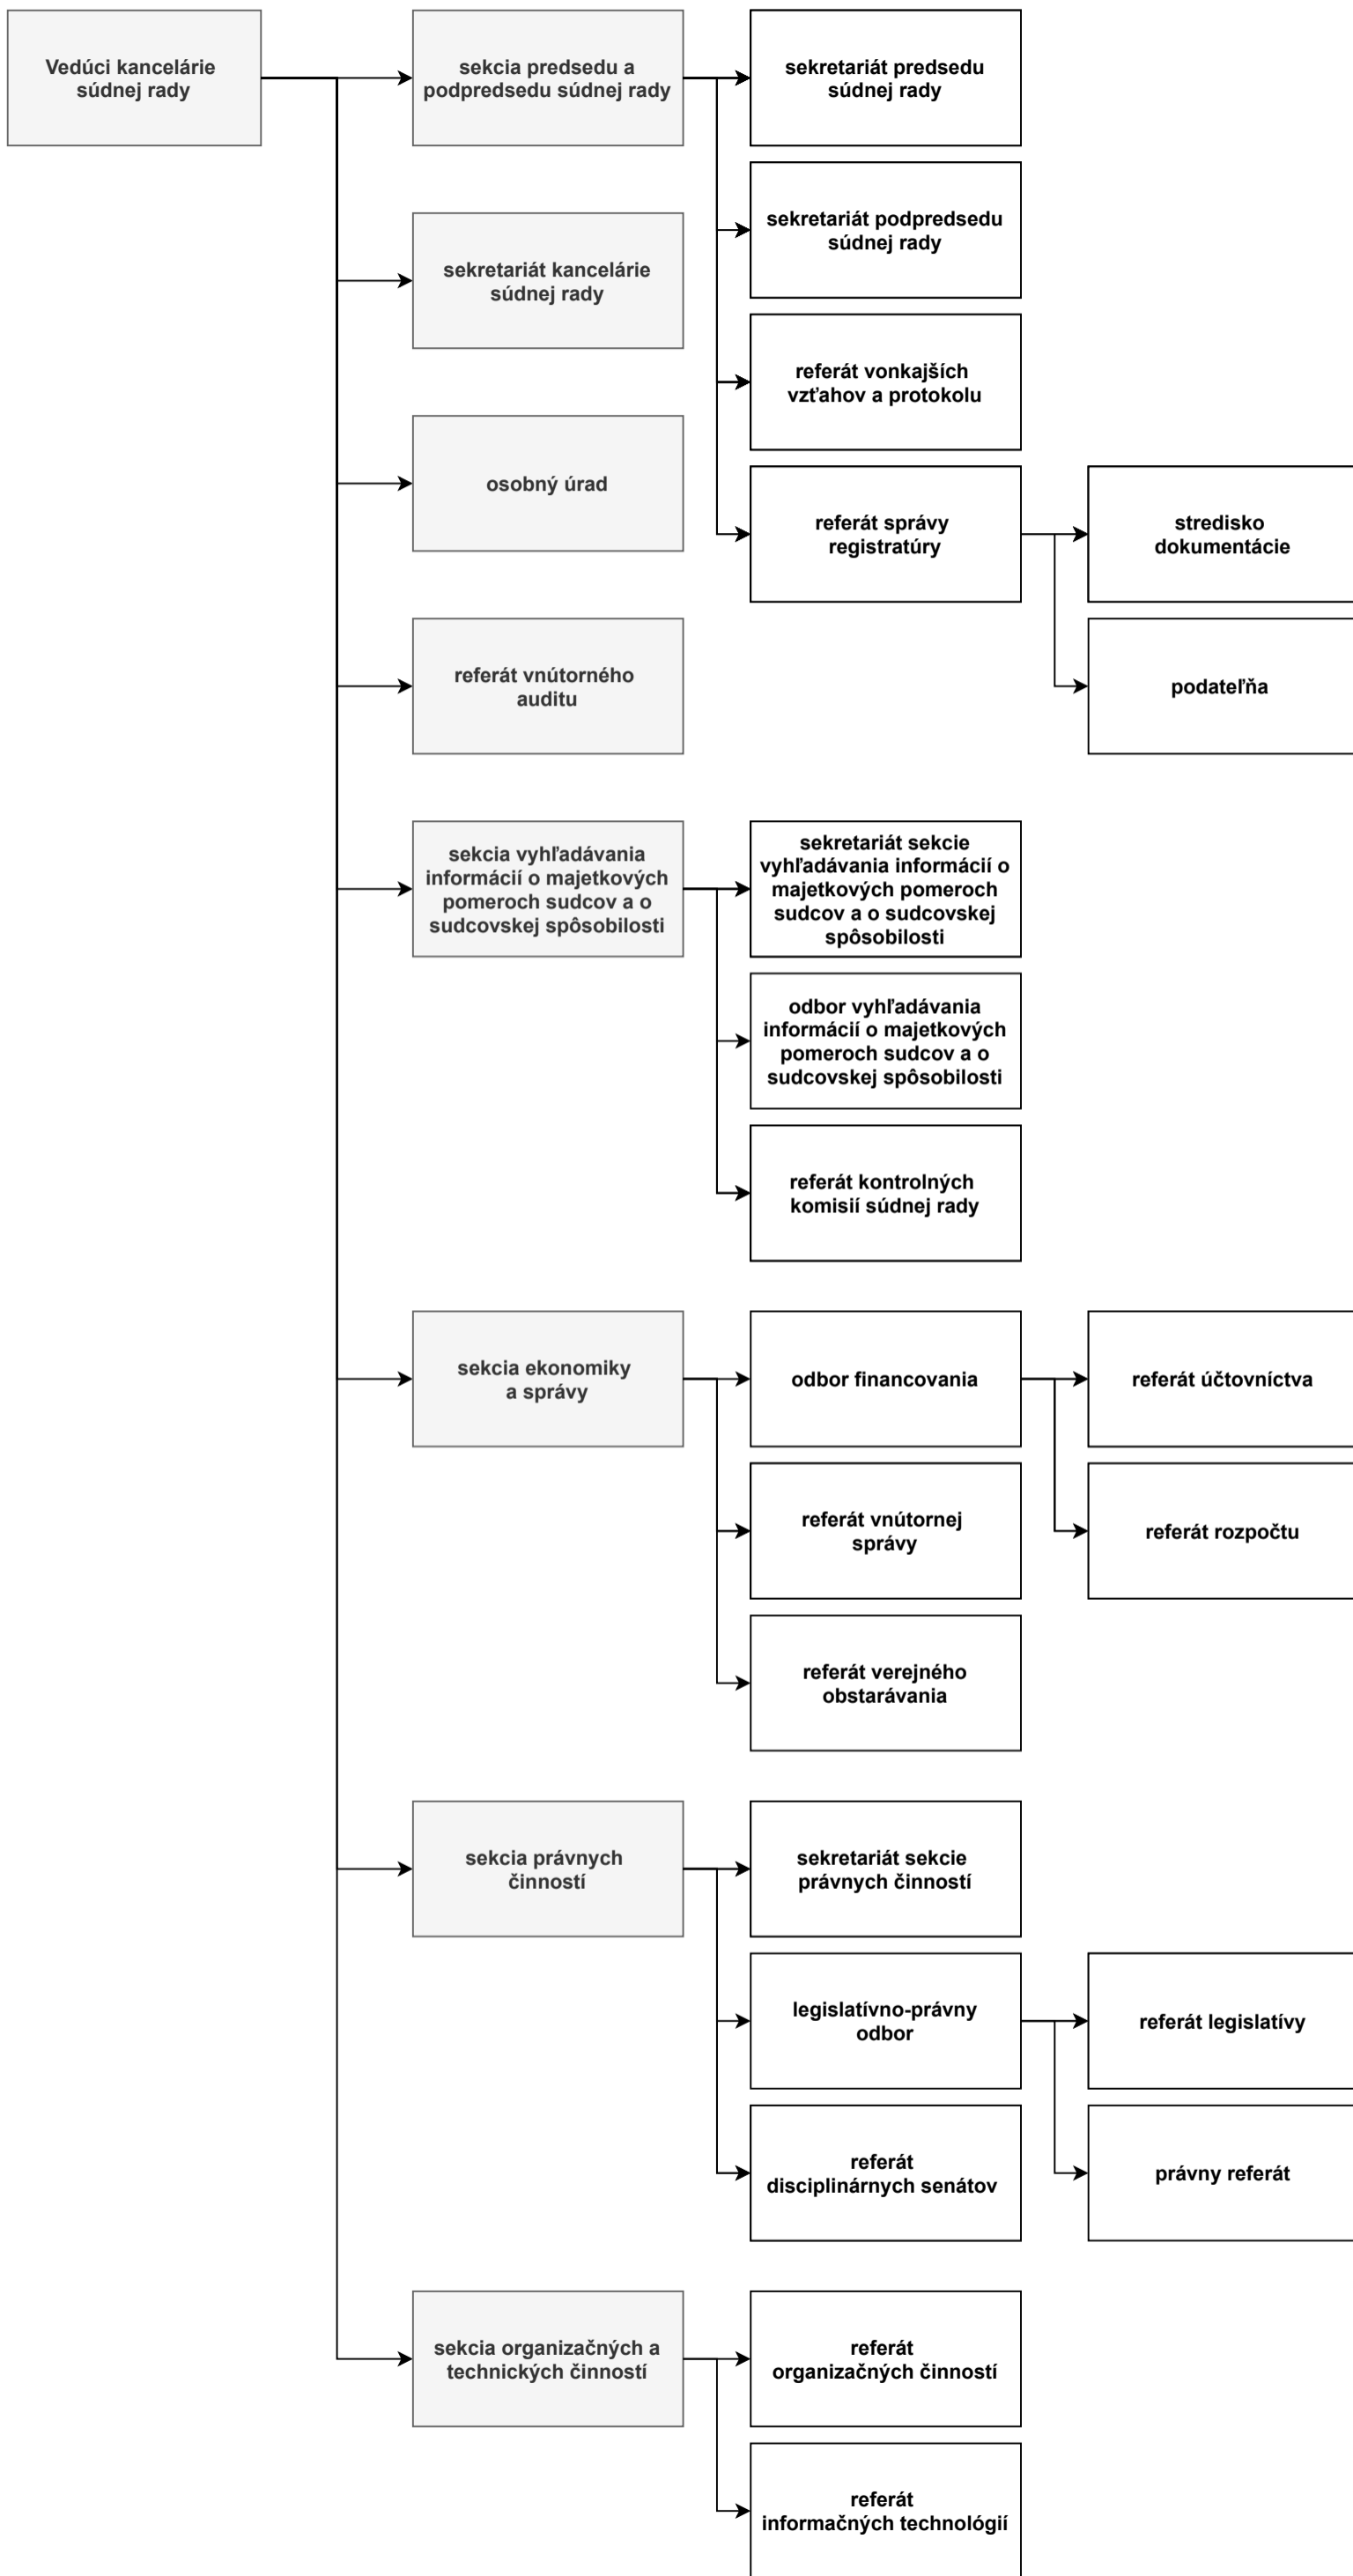 Vedúci kancelárie
súdnej rady
sekcia predsedu a
podpredsedu súdnej rady
sekretariát predsedu
súdnej rady
sekretariát podpredsedu
súdnej rady
sekretariát kancelárie
súdnej rady
referát vonkajších
vzťahov a protokolu
osobný úrad
referát správy
registratúry
stredisko
dokumentácie
referát vnútorného
auditu
podateľňa
sekcia vyhľadávania
informácií o majetkových
pomeroch sudcov a o
sudcovskej spôsobilosti
sekretariát sekcie
vyhľadávania informácií o
majetkových pomeroch
sudcov a o sudcovskej
spôsobilosti
odbor vyhľadávania
informácií o majetkových
pomeroch sudcov a o
sudcovskej spôsobilosti
referát kontrolných
komisií súdnej rady
sekcia ekonomiky
a správy
odbor financovania
referát účtovníctva
referát vnútornej
správy
referát rozpočtu
referát verejného
obstarávania
sekcia právnych
činností
sekretariát sekcie
právnych činností
legislatívno-právny
odbor
referát legislatívy
referát
disciplinárnych senátov
právny referát
sekcia organizačných a
technických činností
referát
organizačných činností
referát
informačných technológií